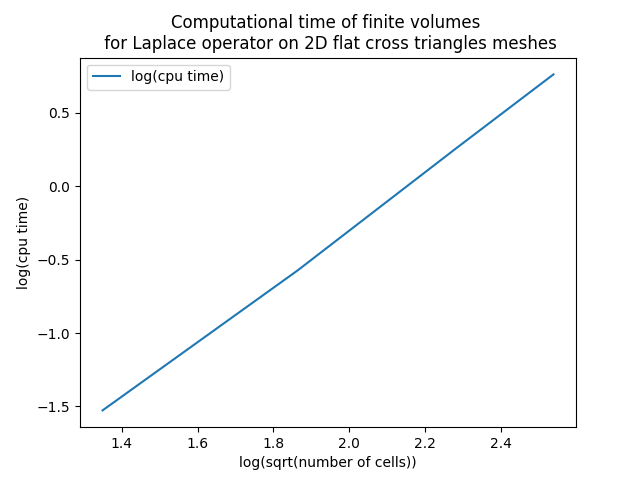 Computational time of finite volumes
for Laplace operator on 2D flat cross triangles meshes
log(cpu time)
0.5
0.0
−0.5
−1.0
−1.5
log(cpu time)
1.4 1.6 1.8 2.0 2.2 2.4
log(sqrt(number of cells))